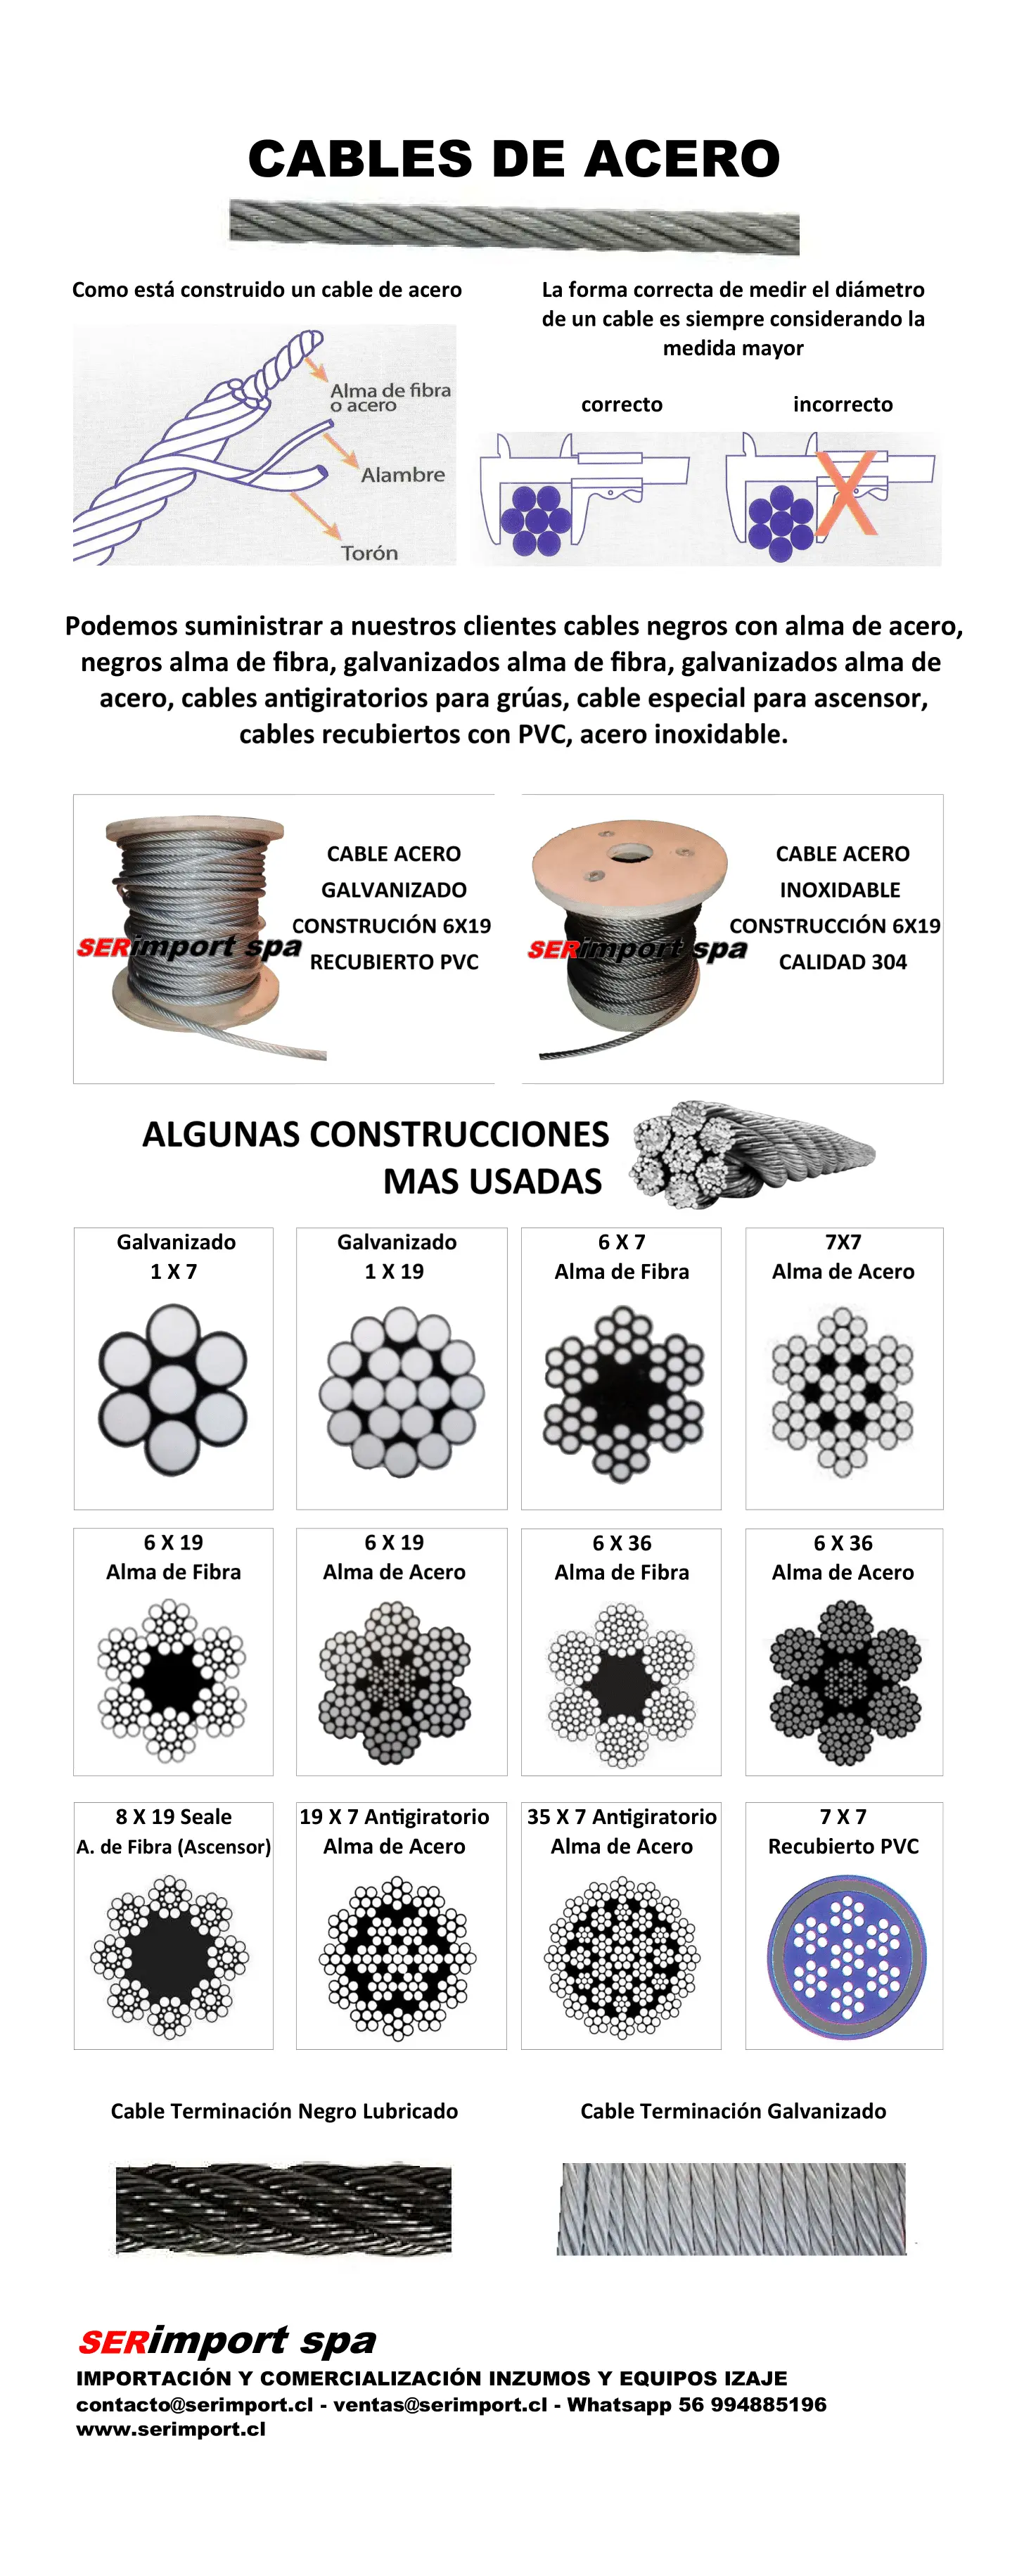 CABLES DE ACERO
Como está construido un cable de acero
Alma de fibra
o acero
Alambre
Torón
La forma correcta de medir el diámetro
de un cable es siempre considerando la
medida mayor
correcto
incorrecto
X
Podemos suministrar a nuestros clientes cables negros con alma de acero,
negros alma de fibra, galvanizados alma de fibra, galvanizados alma de
acero, cables antigiratorios para grúas, cable especial para ascensor,
cables recubiertos con PVC, acero inoxidable.
CABLE ACERO
GALVANIZADO
CONSTRUCIÓN 6X19
RECUBIERTO PVC
SERimport spa
CABLE ACERO
INOXIDABLE
CONSTRUCCIÓN 6X19
CALIDAD 304
SERimport spa
ALGUNAS CONSTRUCCIONES
MAS USADAS
Galvanizado
1 X 7
Galvanizado
1 X 19
6 X 7
Alma de Fibra
7X7
Alma de Acero
6 X 19
Alma de Fibra
6 X 19
Alma de Acero
6 X 36
Alma de Fibra
6 X 36
Alma de Acero
8 X 19 Seale
A. de Fibra (Ascensor)
19 X 7 Antigiratorio
Alma de Acero
35 X 7 Antigiratorio
Alma de Acero
7 X 7
Recubierto PVC
Cable Terminación Negro Lubricado
Cable Terminación Galvanizado
SERimport spa
IMPORTACIÓN Y COMERCIALIZACIÓN INZUMOS Y EQUIPOS IZAJE
contacto@serimport.cl - ventas@serimport.cl - Whatsapp 56 994885196
www.serimport.cl